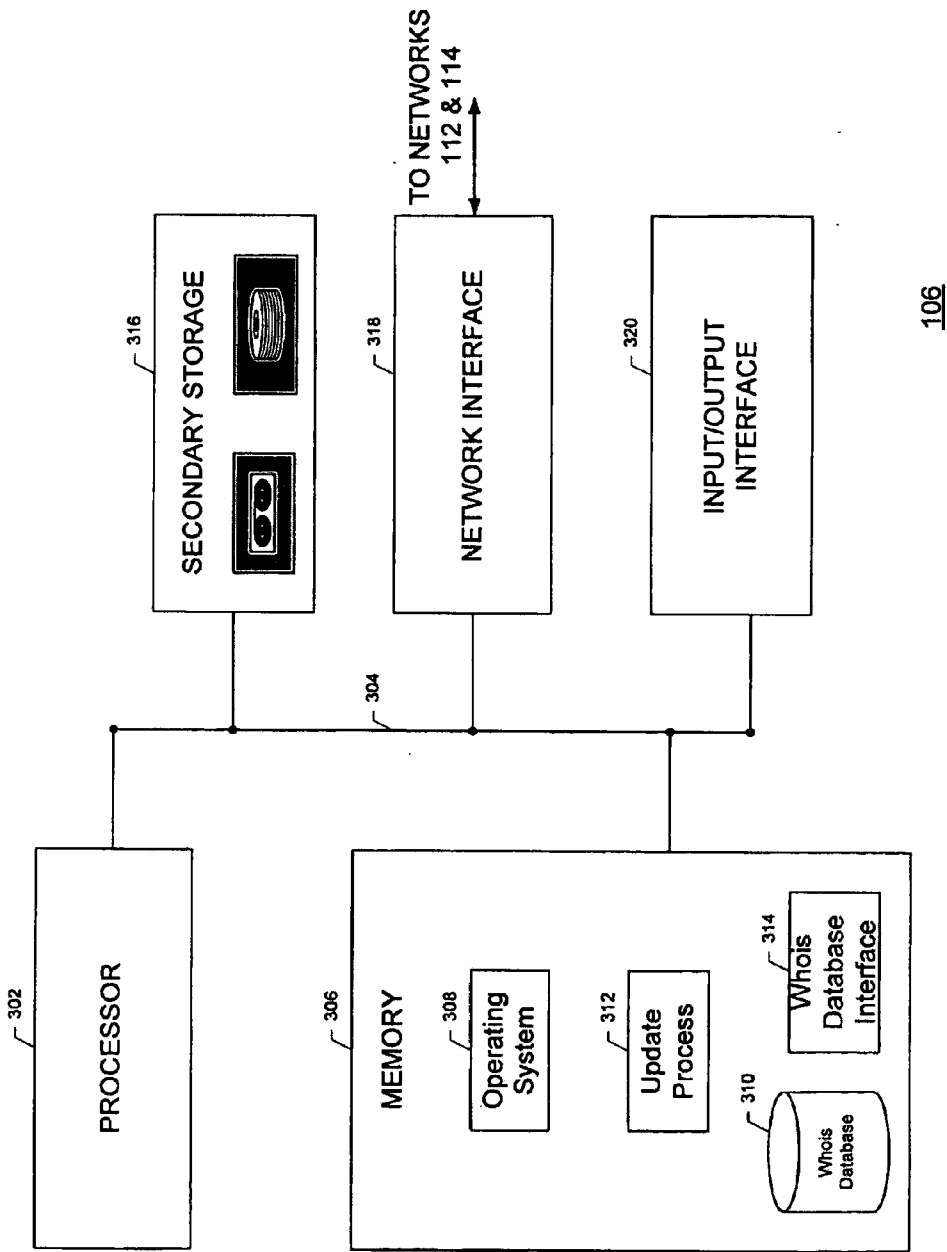 302
PROCESSOR
306
MEMORY
308
Operating
System
312
Update
Process
310
Whois
Database
314
Whois
Database
Interface
304
316
SECONDARY STORAGE
318
NETWORK INTERFACE
TO NETWORKS
112 & 114
320
INPUT/OUTPUT
INTERFACE
106